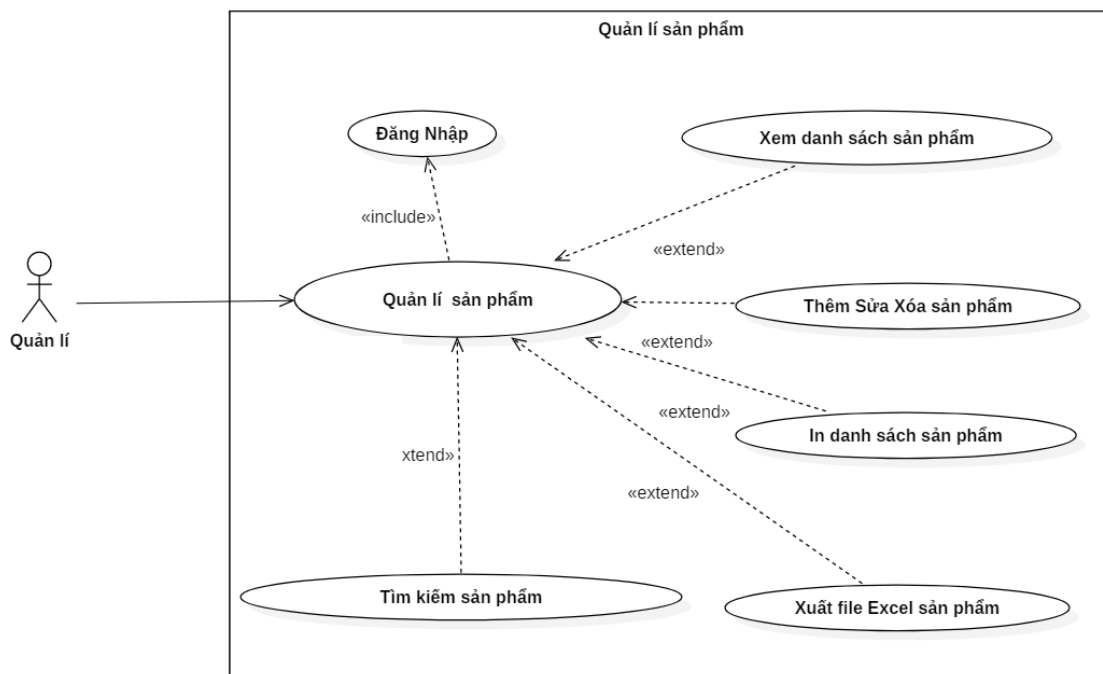 Quản lí sản phẩm
Đăng Nhập
Xem danh sách sản phẩm
«include»
«extend»
Quản lí sản phẩm
Thêm Sửa Xóa sản phẩm
Quản lí
«extend»
«extend»
In danh sách sản phẩm
xtend»
«extend»
Tìm kiếm sản phẩm
Xuất file Excel sản phẩm